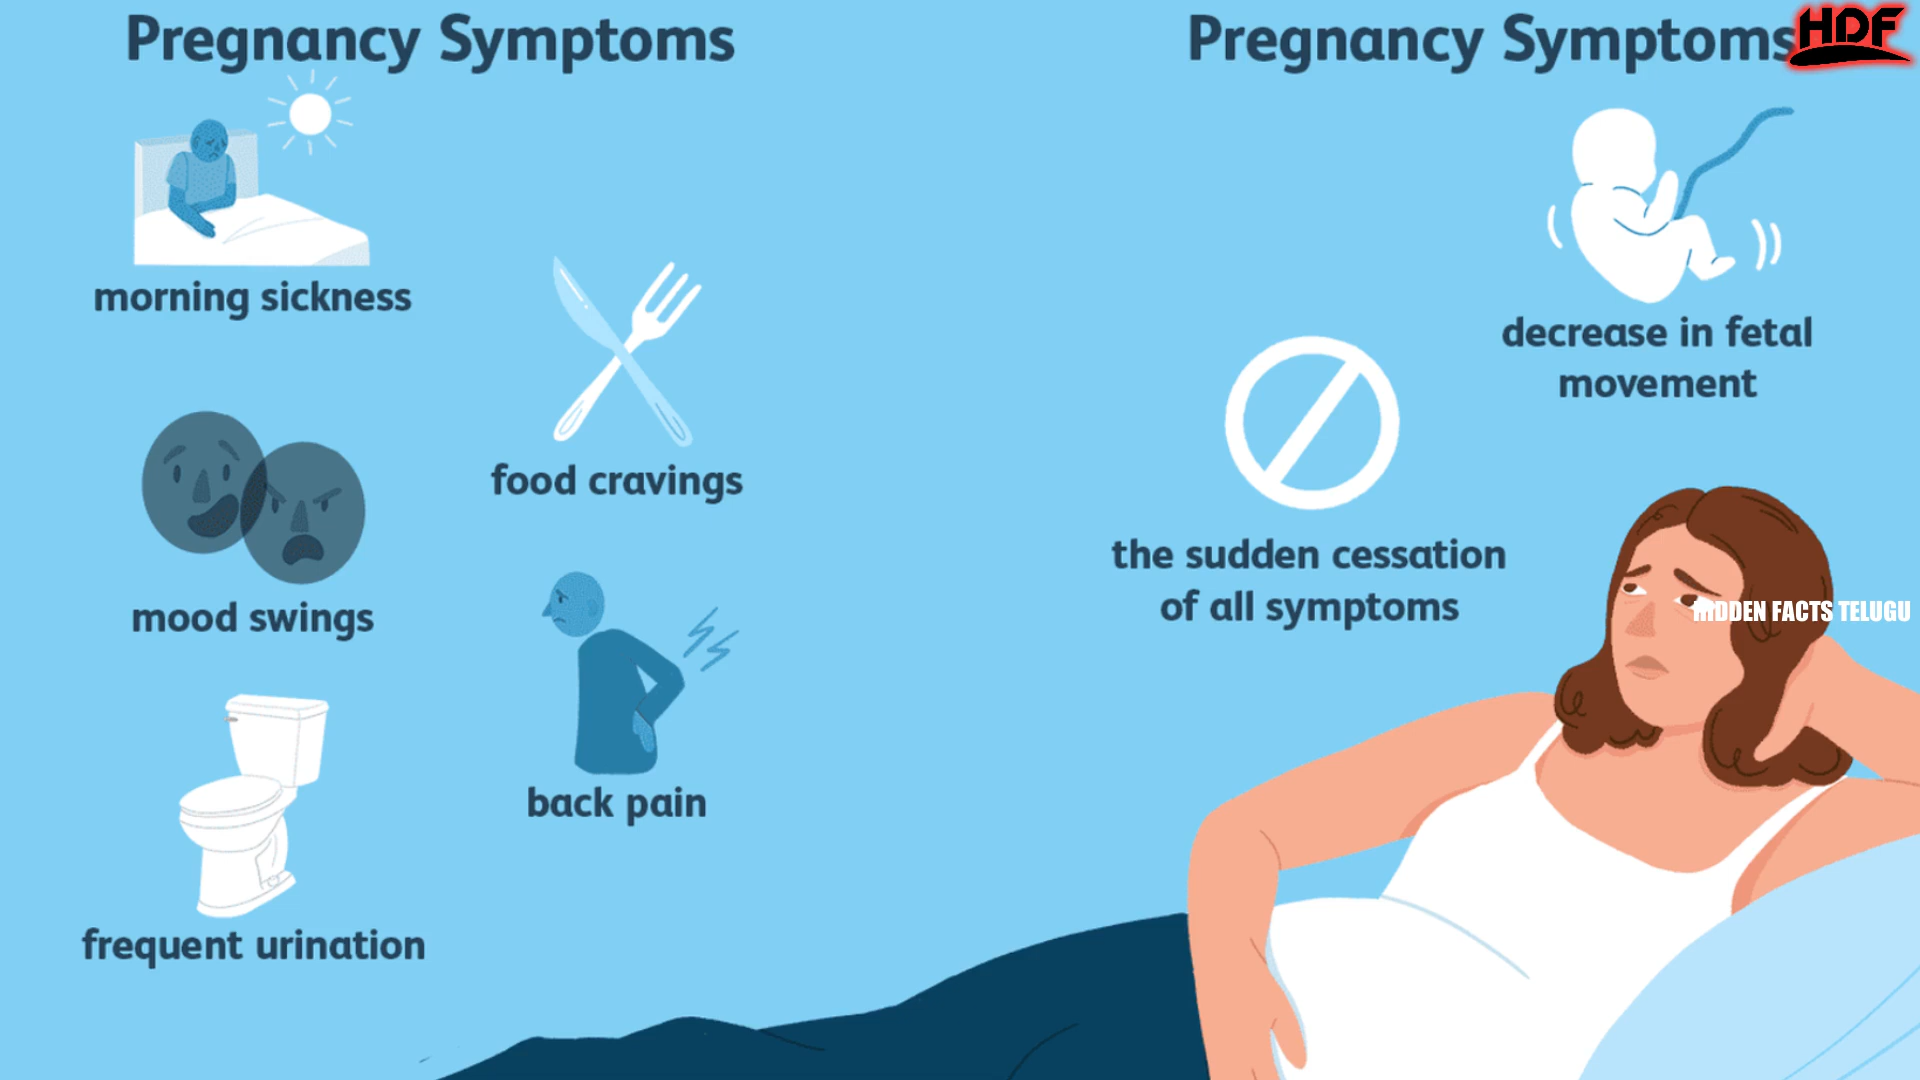 Pregnancy Symptoms
morning sickness
food cravings
mood swings
back pain
frequent urination
Pregnancy Symptoms
HDF
decrease in fetal
movement
the sudden cessation
of all symptoms
HIDDEN FACTS TELUGU